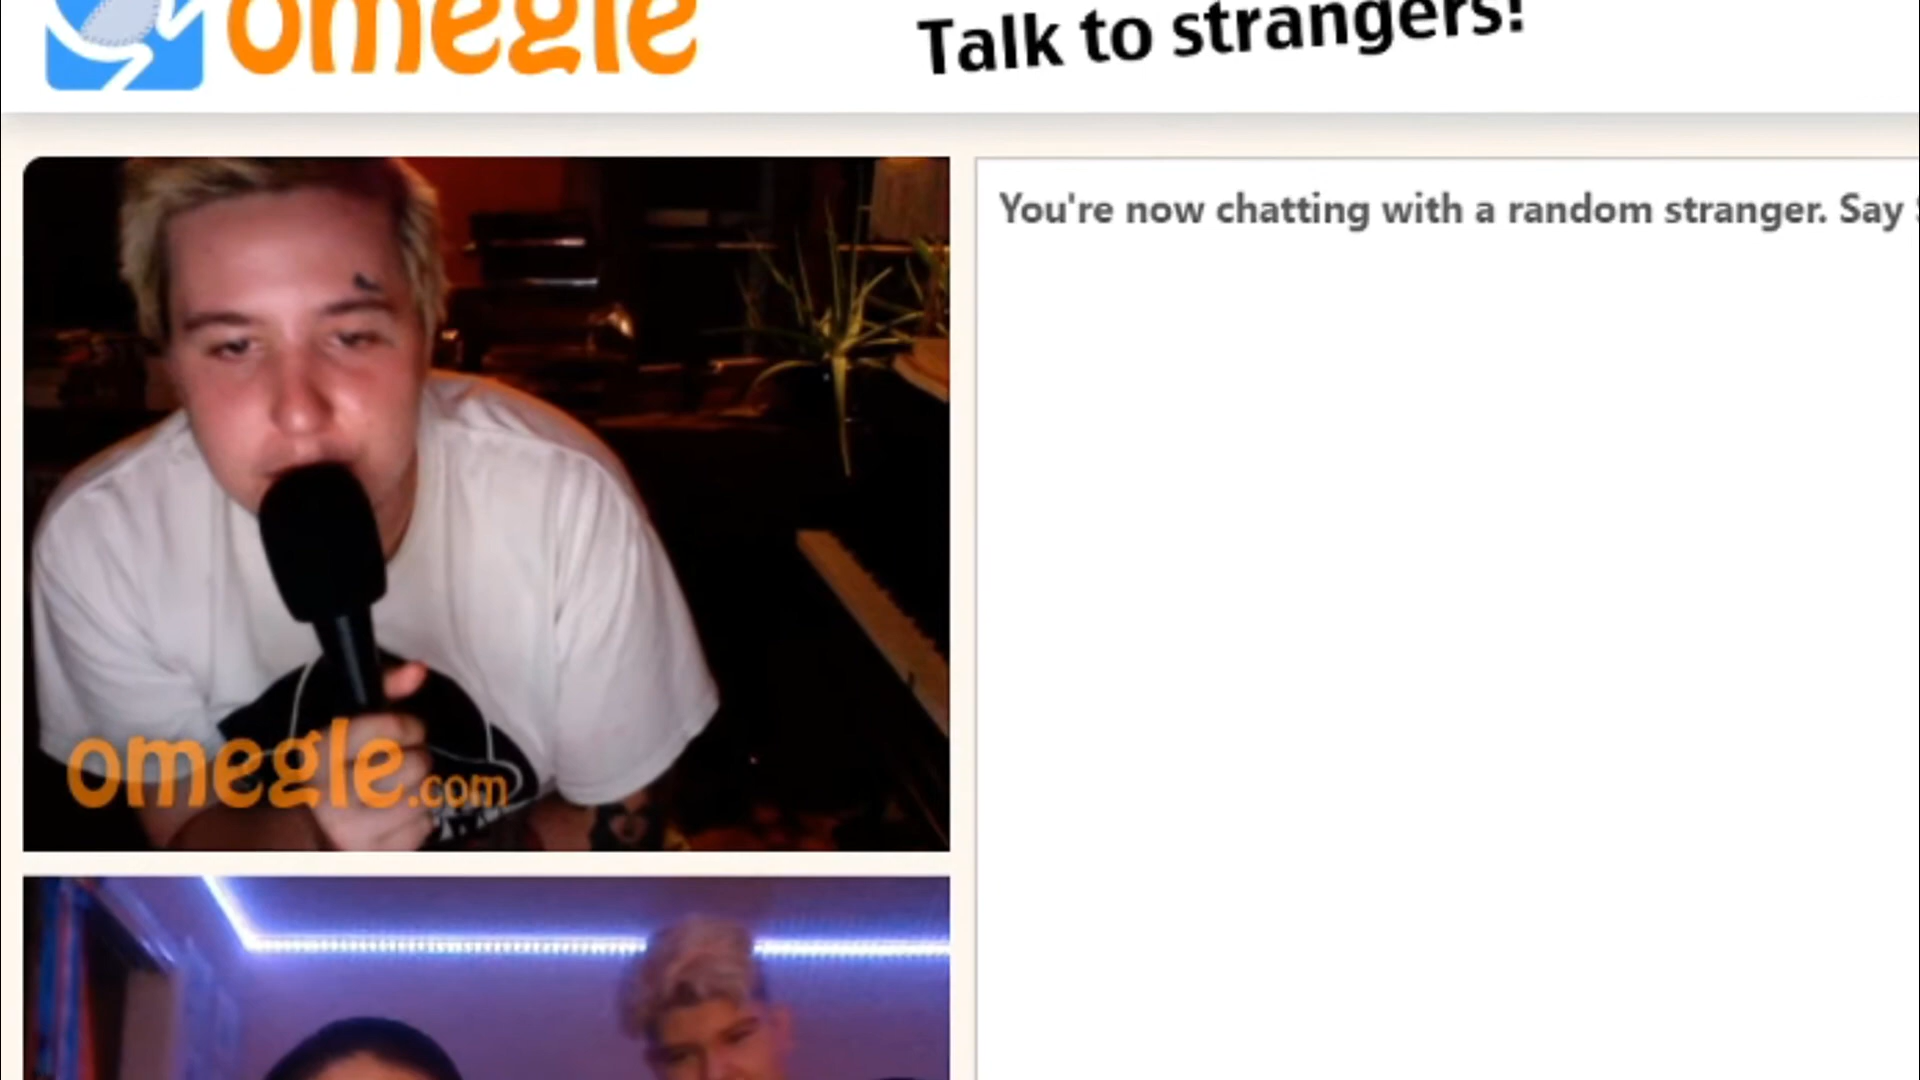 omegle
Talk to strangers!
You're now chatting with a random stranger. Say
omegle.com